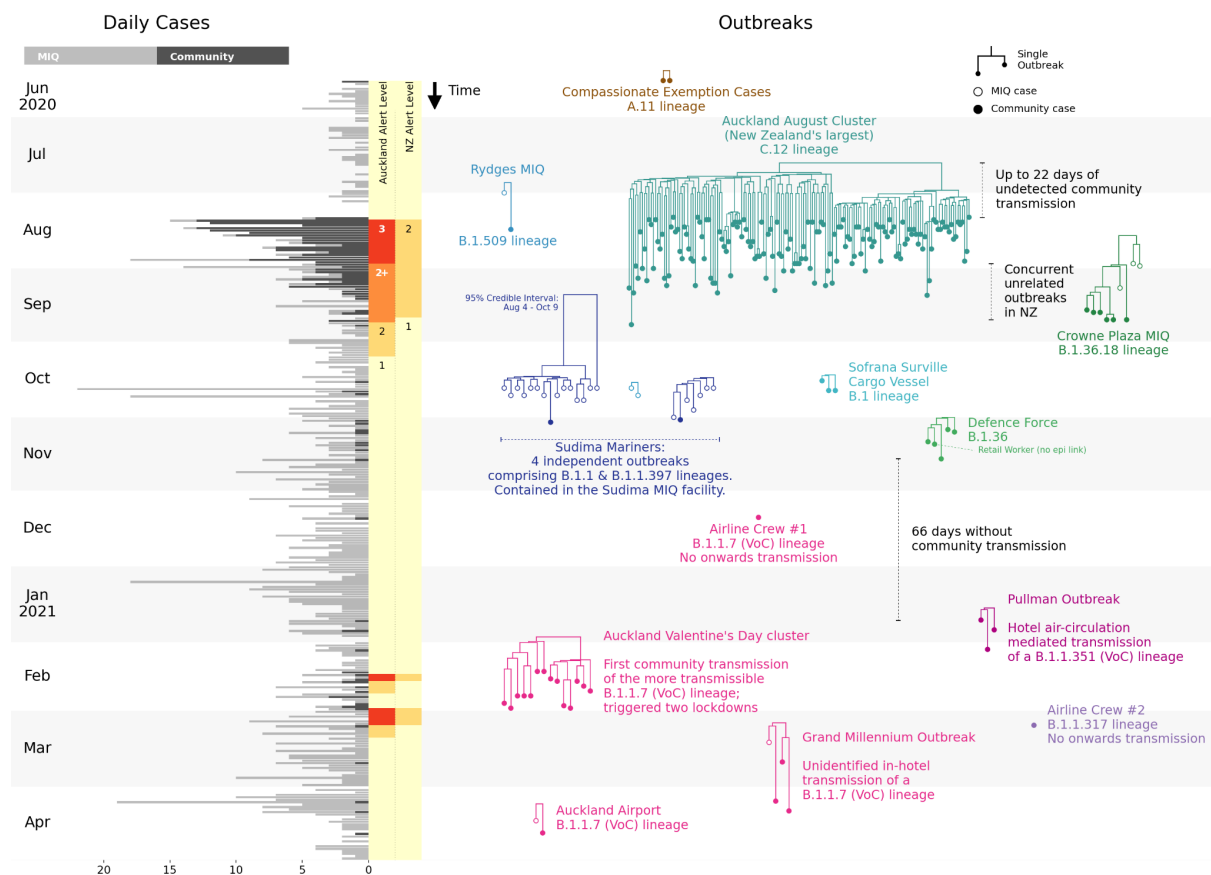 Daily Cases
MIQ
Community
Jun
2020
Jul
Aug
Sep
Oct
Nov
Dec
Jan
2021
Feb
Mar
Apr
20
15
10
5
0
Auckland Alert Level
NZ Alert Level
3
2
2+
2
1
1
Outbreaks
Time
Single
Outbreak
MIQ case
Community case
Compassionate Exemption Cases
A.11 lineage
Auckland August Cluster
(New Zealand's largest)
C.12 lineage
Rydges MIQ
B.1.509 lineage
Up to 22 days of
undetected community
transmission
Concurrent
unrelated
outbreaks
in NZ
Crowne Plaza MIQ
B.1.36.18 lineage
95% Credible Interval:
Aug 4 - Oct 9
Sofrana Surville
Cargo Vessel
B.1 lineage
Defence Force
B.1.36
Retail Worker (no epi link)
Sudima Mariners:
4 independent outbreaks
comprising B.1.1 & B.1.1.397 lineages.
Contained in the Sudima MIQ facility.
Airline Crew #1
B.1.1.7 (VoC) lineage
No onwards transmission
66 days without
community transmission
Pullman Outbreak
Hotel air-circulation
mediated transmission
of a B.1.1.351 (VoC) lineage
Auckland Valentine's Day cluster
First community transmission
of the more transmissible
B.1.1.7 (VoC) lineage;
triggered two lockdowns
Airline Crew #2
B.1.1.317 lineage
No onwards transmission
Grand Millennium Outbreak
Unidentified in-hotel
transmission of a
B.1.1.7 (VoC) lineage
Auckland Airport
B.1.1.7 (VoC) lineage